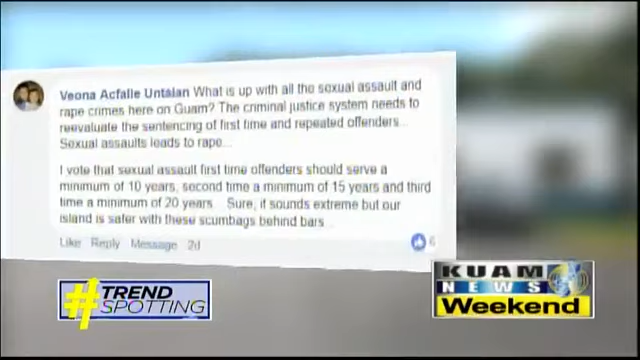 Veona Acfalle Untalan What is up with all the sexual assault and
rape crimes here on Guam? The criminal justice system needs to
reevaluate the sentencing of first time and repeated offenders...
Sexual assaults leads to rape...
I vote that sexual assault first time offenders should serve a
minimum of 10 years, second time a minimum of 15 years and third
time a minimum of 20 years... Sure, it sounds extreme but our
island is safer with these scumbags behind bars...
Like Reply Message 2d 6
#TREND
SPOTTING
KUAM
NEWS
Weekend